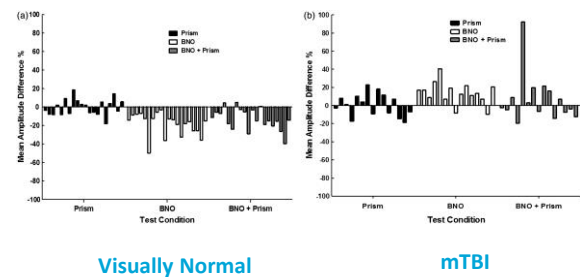 (a)
Prism
BNO
BNO + Prism
Mean Amplitude Difference %
100
80
60
40
20
0
-20
-40
-60
-80
-100
Prism
BNO
BNO + Prism
Test Condition
(b)
Prism
BNO
BNO + Prism
Mean Amplitude Difference %
100
80
60
40
20
0
-20
-40
-60
-80
-100
Prism
BNO
BNO + Prism
Test Condition
Visually Normal
mTBI